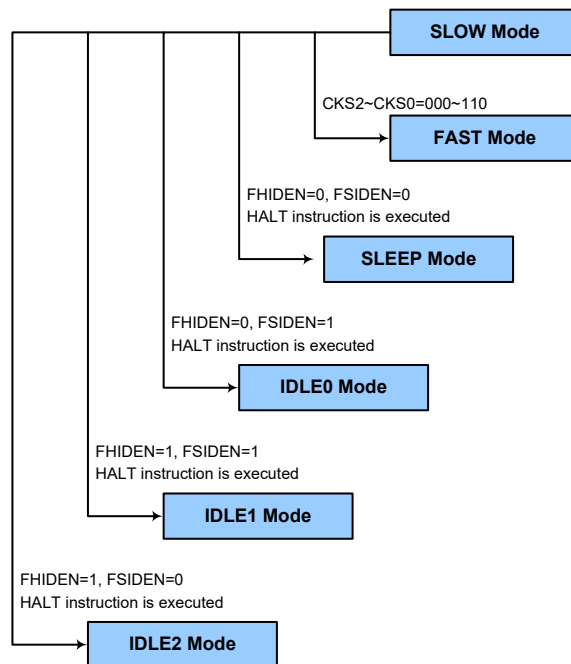 SLOW Mode
CKS2~CKS0=000~110
FAST Mode
FHIDEN=0, FSIDEN=0
HALT instruction is executed
SLEEP Mode
FHIDEN=0, FSIDEN=1
HALT instruction is executed
IDLE0 Mode
FHIDEN=1, FSIDEN=1
HALT instruction is executed
IDLE1 Mode
FHIDEN=1, FSIDEN=0
HALT instruction is executed
IDLE2 Mode